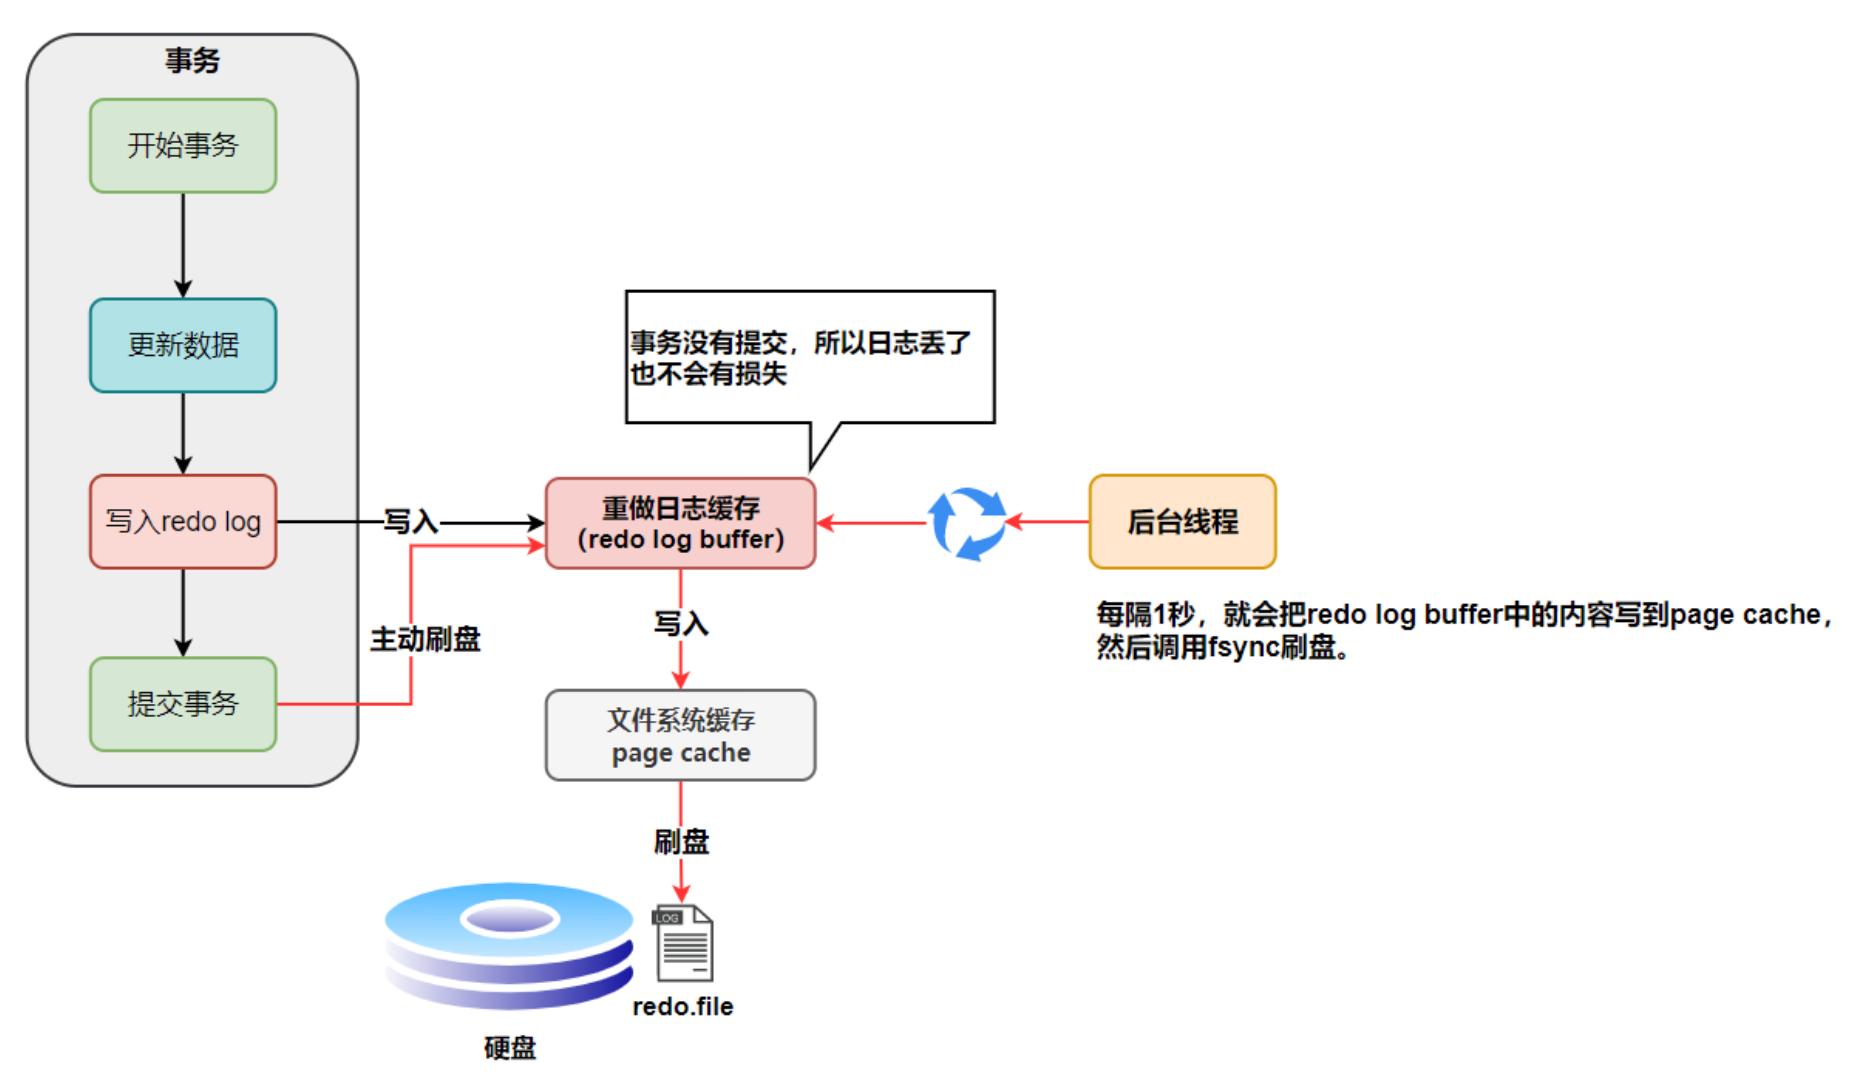 事务
开始事务
更新数据
写入redo log
提交事务
写入
主动刷盘
事务没有提交，所以日志丢了
也不会有损失
重做日志缓存
（redo log buffer）
后台线程
每隔1秒，就会把redo log buffer中的内容写到page cache，
然后调用fsync刷盘。
写入
文件系统缓存
page cache
刷盘
LOG
redo.file
硬盘